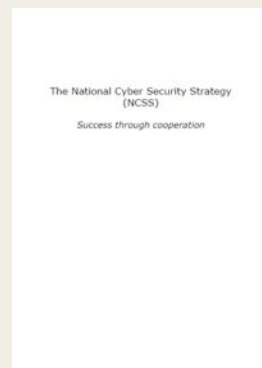 The National Cyber Security Strategy
(NCSS)
Success through cooperation